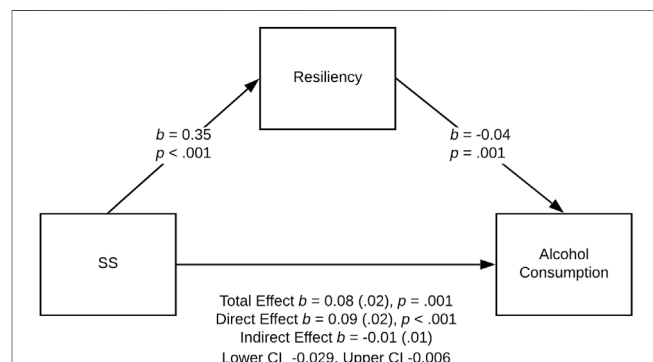 Resiliency
b = 0.35
p < .001
b = -0.04
p = .001
SS
Alcohol
Consumption
Total Effect b = 0.08 (.02), p = .001
Direct Effect b = 0.09 (.02), p < .001
Indirect Effect b = -0.01 (.01)
Lower CI -0.029, Upper CI -0.006